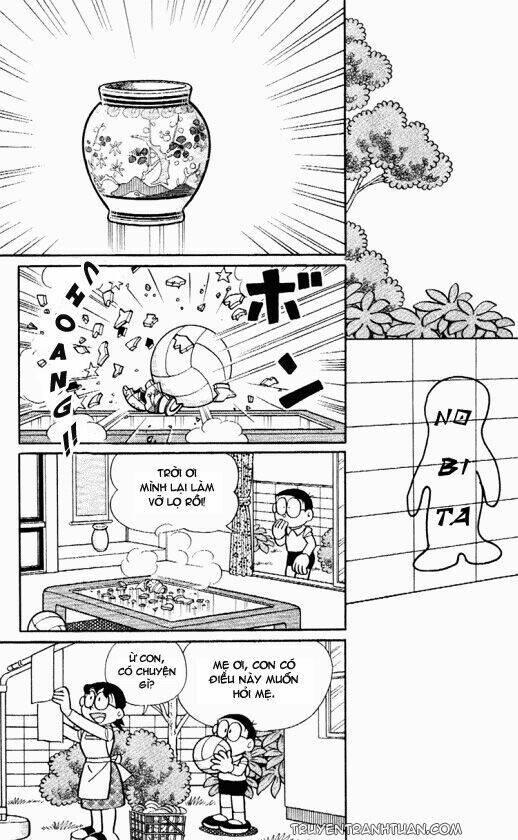 ボン
CHOANG!!
NO
BI
TA
TRỜI ƠI
MÌNH LẠI LÀM
VỠ LỌ RỒI!
Ừ CON,
CÓ CHUYỆN
GÌ?
MẸ ƠI, CON CÓ
ĐIỀU NÀY MUỐN
HỎI MẸ.
TRUYENTRANHTUAN.COM